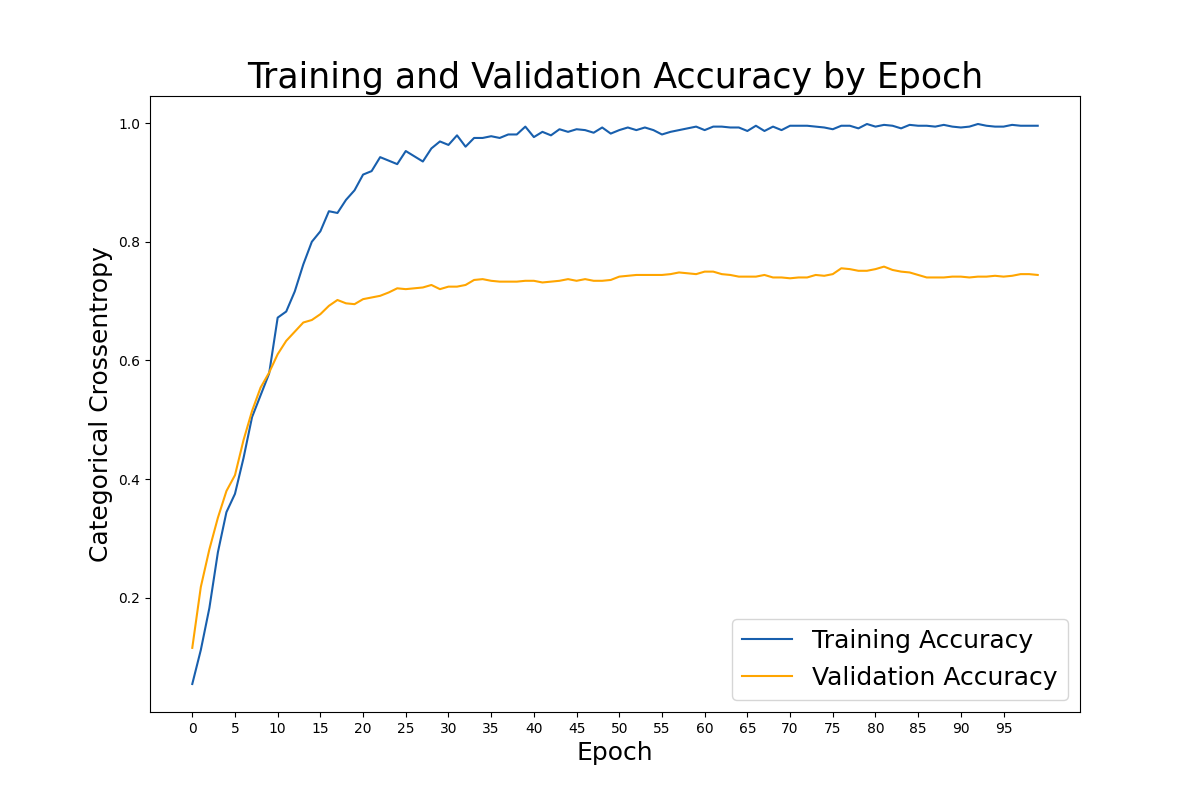 Training and Validation Accuracy by Epoch
Categorical Crossentropy
1.0
0.8
0.6
0.4
0.2
Training Accuracy
Validation Accuracy
0 5 10 15 20 25 30 35 40 45 50 55 60 65 70 75 80 85 90 95
Epoch